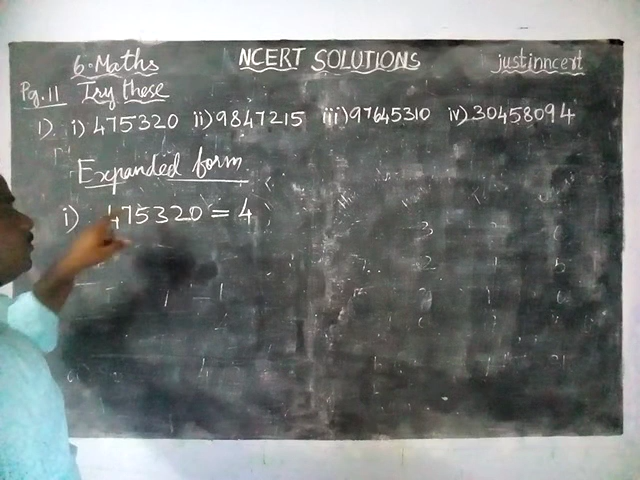 6.Maths NCERT SOLUTIONS justinncert
Pg.11 Try these
1) i) 475320 ii) 9847215 iii) 97645310 iv) 30458094
Expanded form
i) 475320 = 4